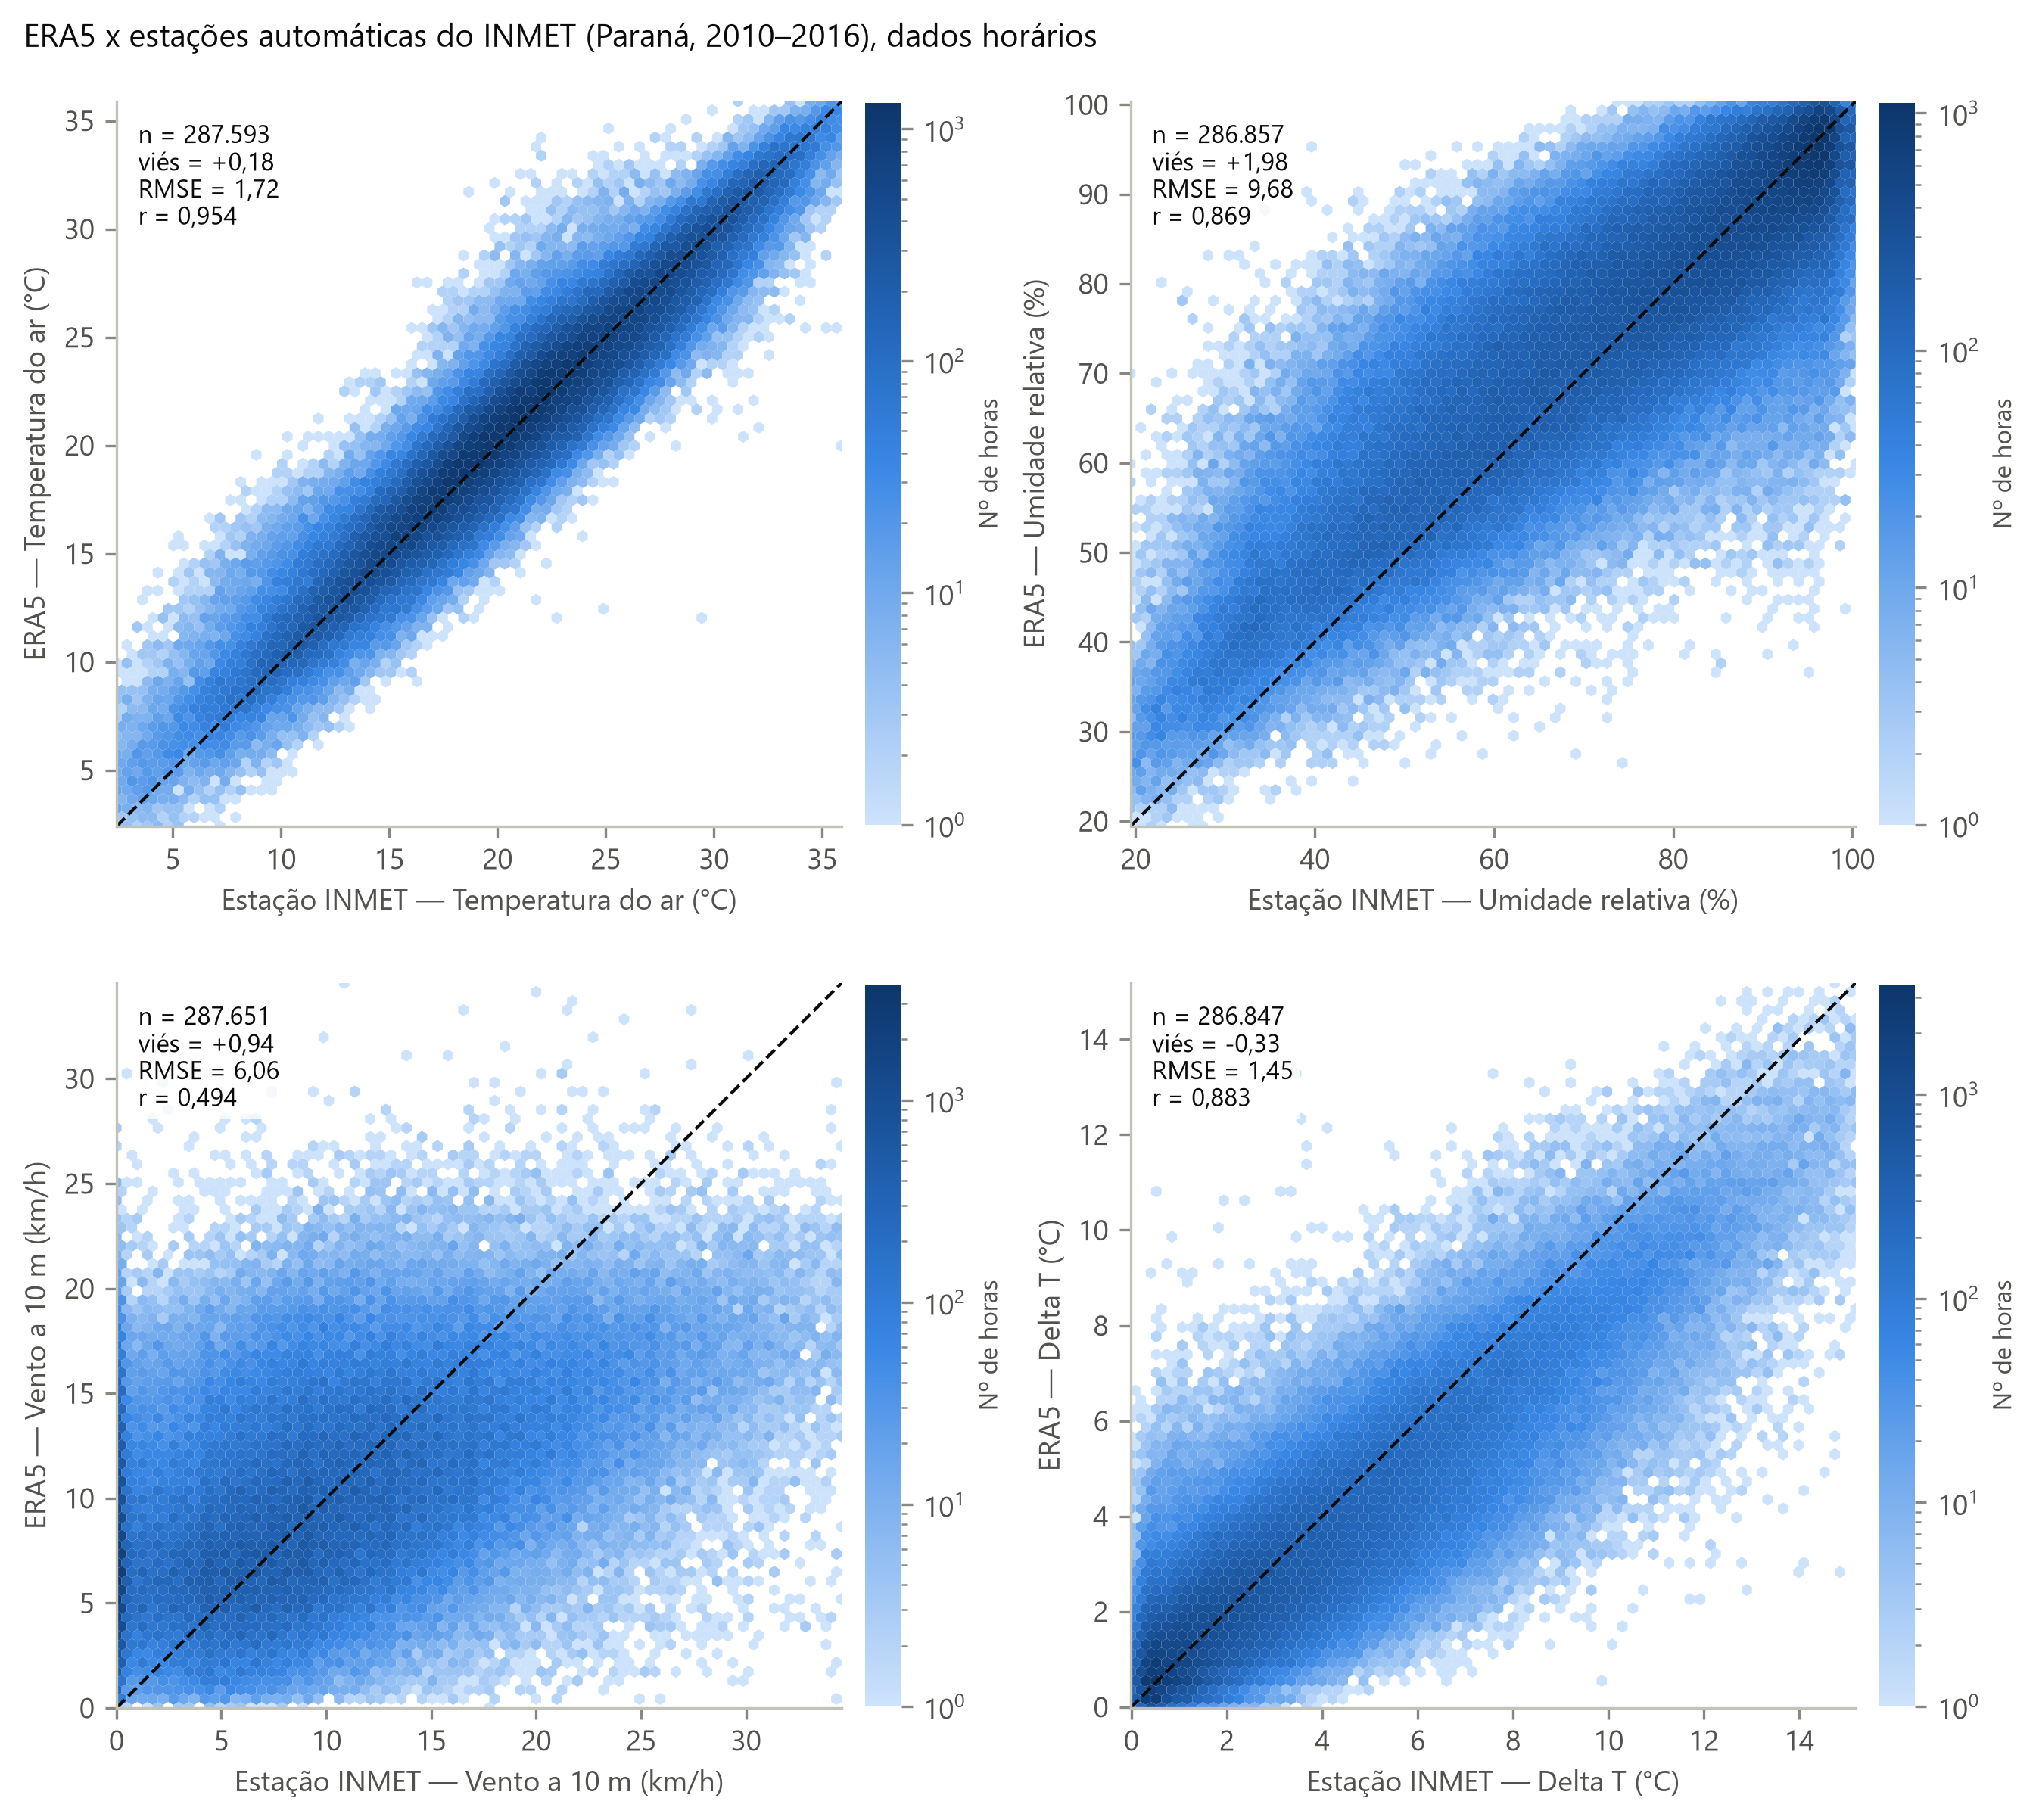 ERA5 x estações automáticas do INMET (Paraná, 2010–2016), dados horários
n = 287.593
viés = +0,18
RMSE = 1,72
r = 0,954
ERA5 — Temperatura do ar (°C)
35
30
25
20
15
10
5
5 10 15 20 25 30 35
Estação INMET — Temperatura do ar (°C)
10³
10²
10¹
10⁰
Nº de horas
n = 286.857
viés = +1,98
RMSE = 9,68
r = 0,869
ERA5 — Umidade relativa (%)
100
90
80
70
60
50
40
30
20
20 40 60 80 100
Estação INMET — Umidade relativa (%)
10³
10²
10¹
10⁰
Nº de horas
n = 287.651
viés = +0,94
RMSE = 6,06
r = 0,494
ERA5 — Vento a 10 m (km/h)
30
25
20
15
10
5
0
0 5 10 15 20 25 30
Estação INMET — Vento a 10 m (km/h)
10³
10²
10¹
10⁰
Nº de horas
n = 286.847
viés = -0,33
RMSE = 1,45
r = 0,883
ERA5 — Delta T (°C)
14
12
10
8
6
4
2
0
0 2 4 6 8 10 12 14
Estação INMET — Delta T (°C)
10³
10²
10¹
10⁰
Nº de horas